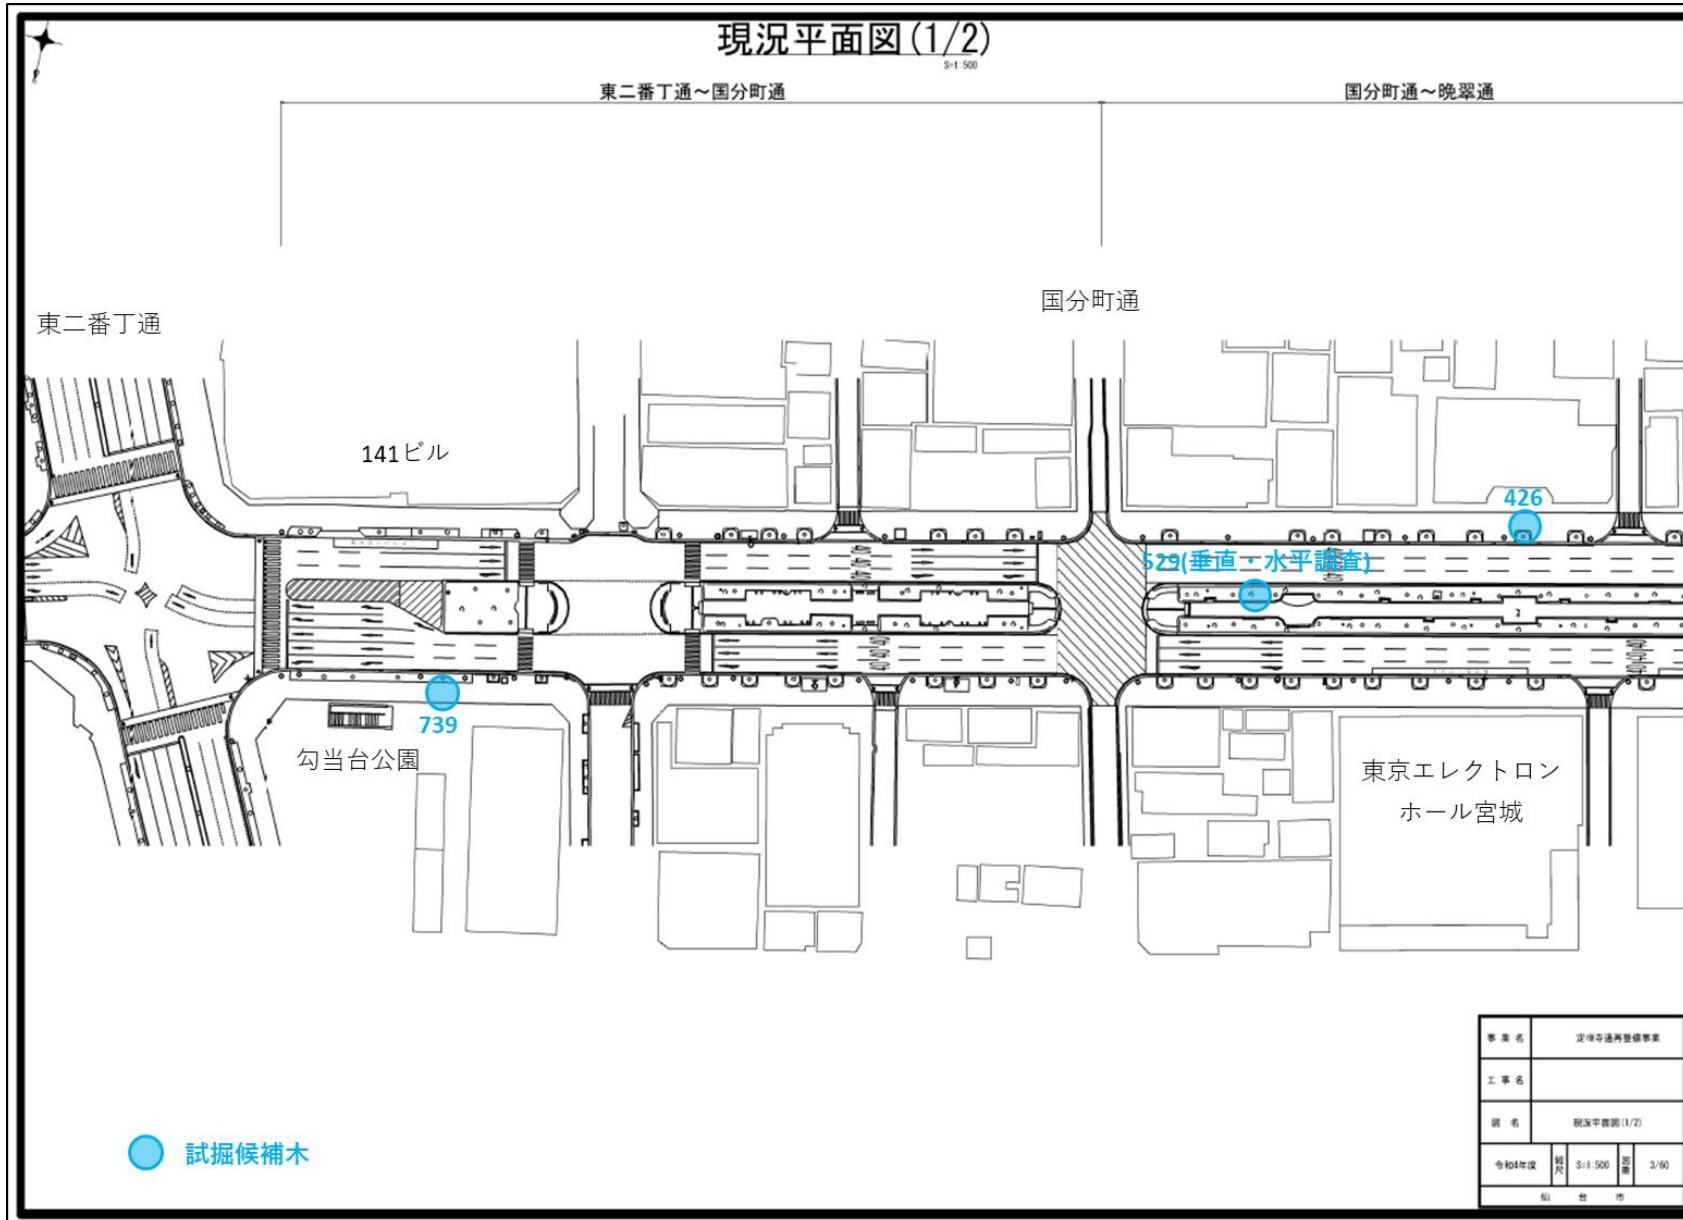 現況平面図(1/2)
S=1:500
東二番丁通～国分町通
国分町通～晩翠通
国分町通
東二番丁通
141ビル
426
529(垂直・水平調査)
739
勾当台公園
東京エレクトロン
ホール宮城
試掘候補木
事業名 定禅寺通再整備事業
工事名
図名 現況平面図(1/2)
令和4年度 縮尺 S=1:500 図番 3/60
仙台市